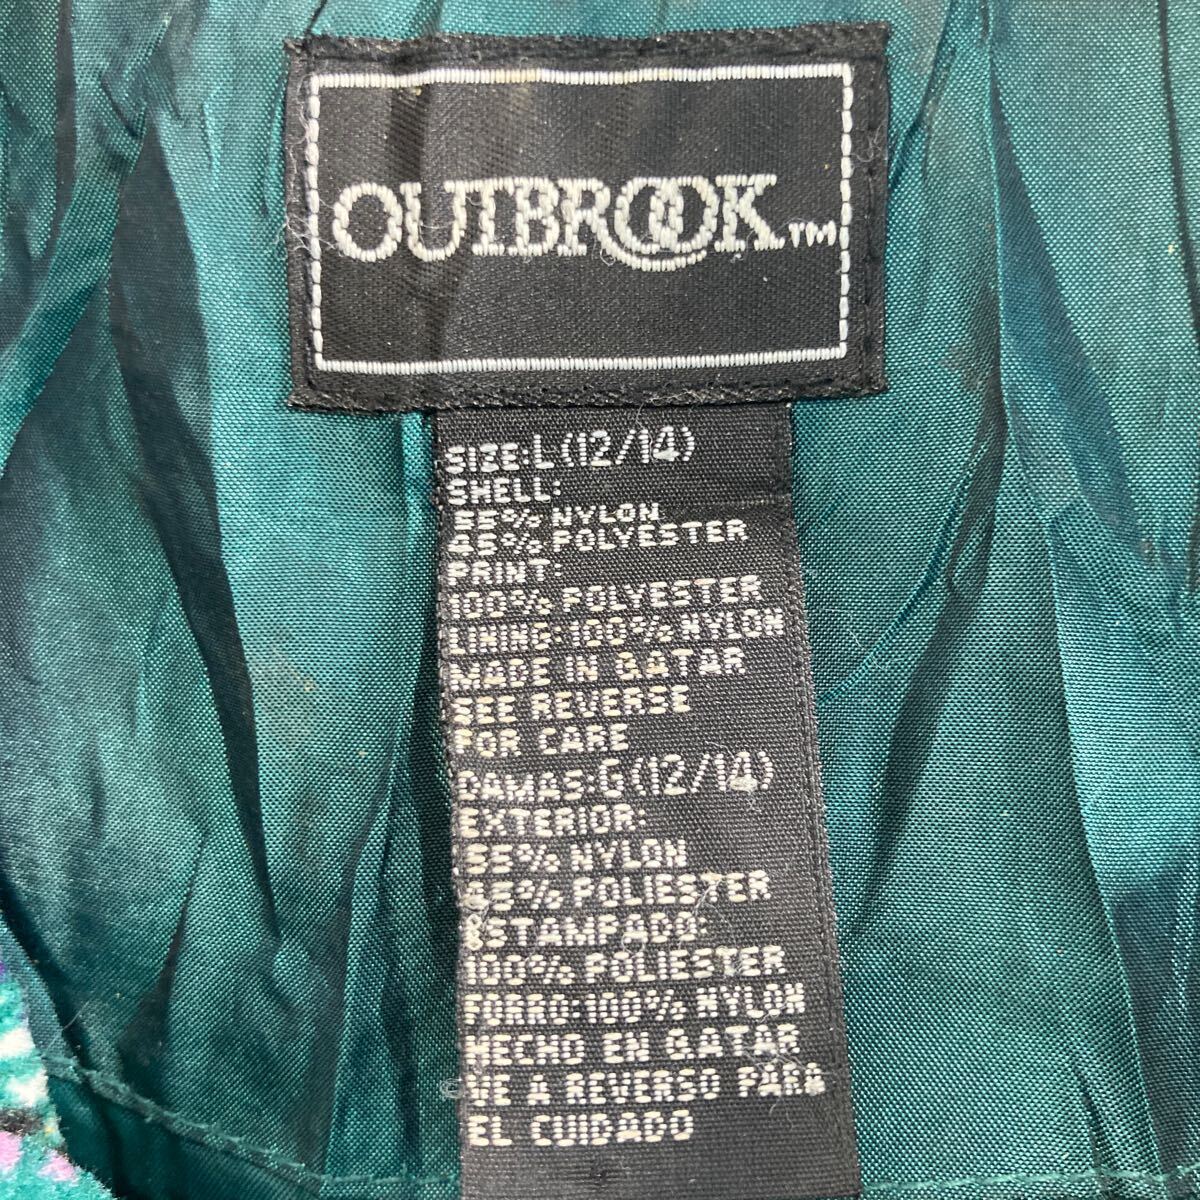 OUTBROOK™
SIZE: L (12/14)
SHELL:
55% NYLON
45% POLYESTER
PRINT:
100% POLYESTER
LINING: 100% NYLON
MADE IN QATAR
SEE REVERSE
FOR CARE
DAMAS: G (12/14)
EXTERIOR:
55% NYLON
45% POLIESTER
ESTAMPADO:
100% POLIESTER
FORRO: 100% NYLON
HECHO EN QATAR
VE A REVERSO PARA
EL CUIDADO